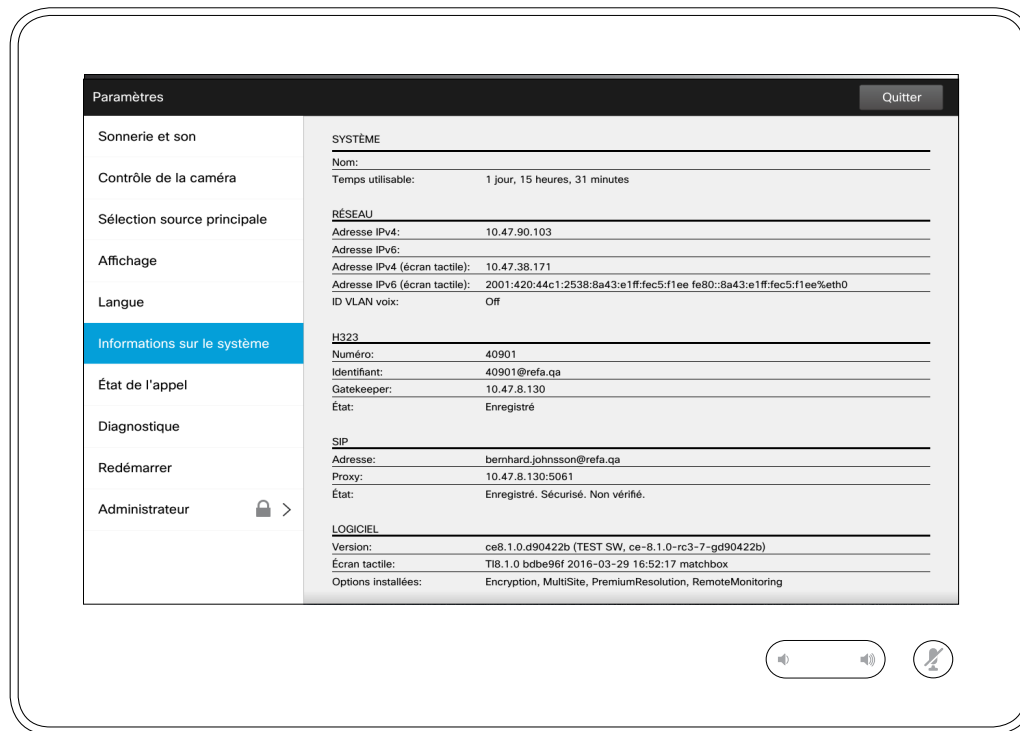 Paramètres
Quitter
Sonnerie et son
Contrôle de la caméra
Sélection source principale
Affichage
Langue
Informations sur le système
État de l'appel
Diagnostique
Redémarrer
Administrateur
SYSTÈME
Nom:
Temps utilisable: 1 jour, 15 heures, 31 minutes
RÉSEAU
Adresse IPv4: 10.47.90.103
Adresse IPv6:
Adresse IPv4 (écran tactile): 10.47.38.171
Adresse IPv6 (écran tactile): 2001:420:44c1:2538:8a43:e1ff:fec5:f1ee fe80::8a43:e1ff:fec5:f1ee%eth0
ID VLAN voix: Off
H323
Numéro: 40901
Identifiant: 40901@refa.qa
Gatekeeper: 10.47.8.130
État: Enregistré
SIP
Adresse: bernhard.johnsson@refa.qa
Proxy: 10.47.8.130:5061
État: Enregistré. Sécurisé. Non vérifié.
LOGICIEL
Version: ce8.1.0.d90422b (TEST SW, ce-8.1.0-rc3-7-gd90422b)
Écran tactile: TI8.1.0 bdbe96f 2016-03-29 16:52:17 matchbox
Options installées: Encryption, MultiSite, PremiumResolution, RemoteMonitoring